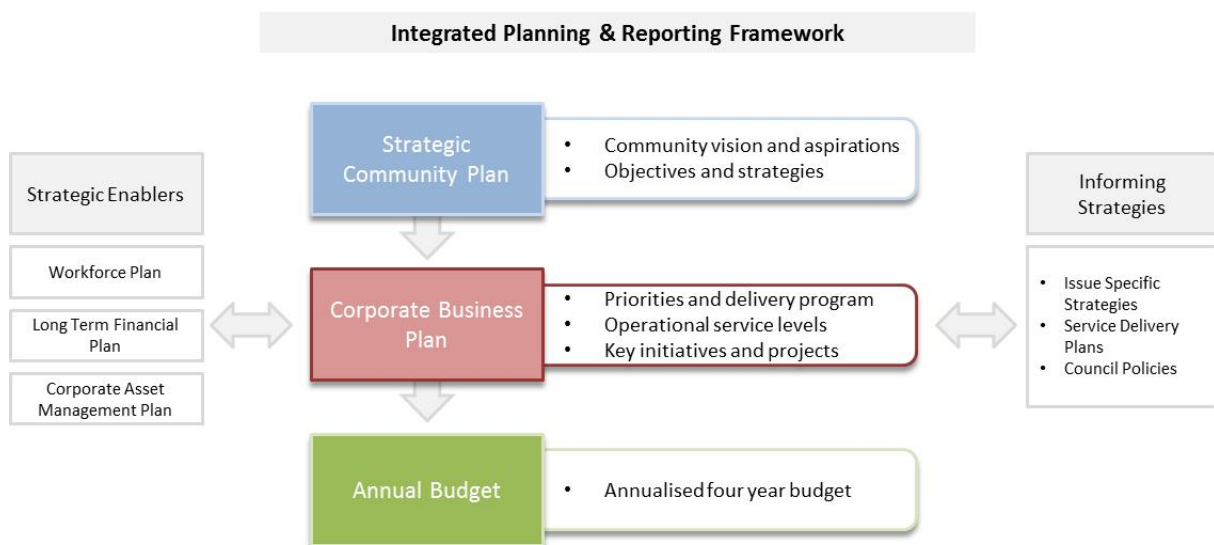 Integrated Planning & Reporting Framework
Strategic
Community Plan
• Community vision and aspirations
• Objectives and strategies
Strategic Enablers
Workforce Plan
Long Term Financial
Plan
Corporate Asset
Management Plan
Corporate Business
Plan
• Priorities and delivery program
• Operational service levels
• Key initiatives and projects
Informing
Strategies
• Issue Specific
Strategies
• Service Delivery
Plans
• Council Policies
Annual Budget
• Annualised four year budget